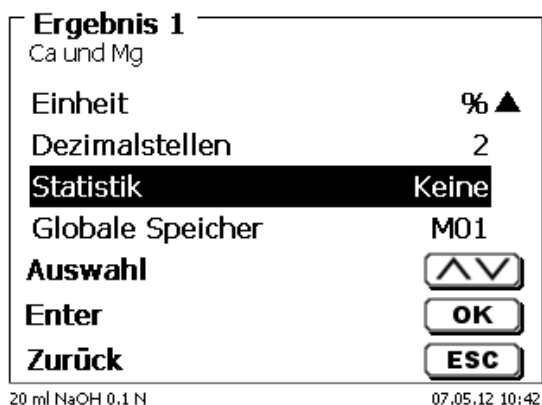 Ergebnis 1
Ca und Mg
Einheit % ▲
Dezimalstellen 2
Statistik Keine
Globale Speicher M01
Auswahl
Enter OK
Zurück ESC
20 ml NaOH 0.1 N 07.05.12 10:42